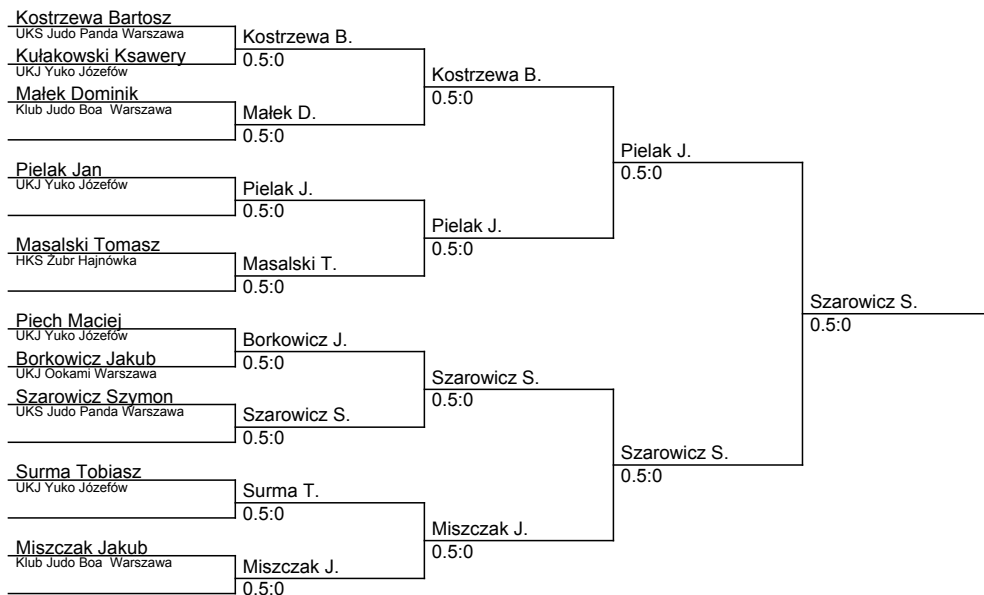 Kostrzewa Bartosz
UKS Judo Panda Warszawa
Kułakowski Ksawery
UKJ Yuko Józefów
Małek Dominik
Klub Judo Boa  Warszawa
Pielak Jan
UKJ Yuko Józefów
Masalski Tomasz
HKS Żubr Hajnówka
Piech Maciej
UKJ Yuko Józefów
Borkowicz Jakub
UKJ Ookami Warszawa
Szarowicz Szymon
UKS Judo Panda Warszawa
Surma Tobiasz
UKJ Yuko Józefów
Miszczak Jakub
Klub Judo Boa  Warszawa
Kostrzewa B.
0.5:0
Małek D.
0.5:0
Pielak J.
0.5:0
Masalski T.
0.5:0
Borkowicz J.
0.5:0
Szarowicz S.
0.5:0
Surma T.
0.5:0
Miszczak J.
0.5:0
Kostrzewa B.
0.5:0
Pielak J.
0.5:0
Szarowicz S.
0.5:0
Miszczak J.
0.5:0
Pielak J.
0.5:0
Szarowicz S.
0.5:0
Szarowicz S.
0.5:0